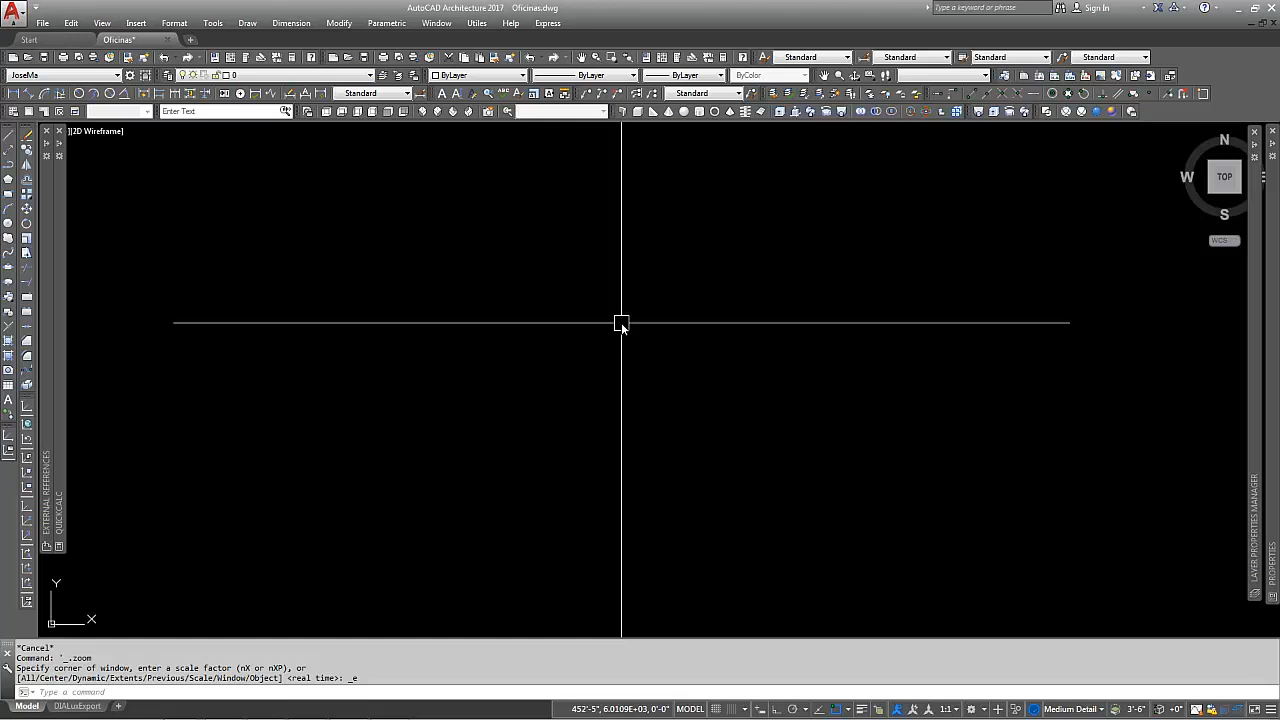 AutoCAD Architecture 2017 Oficinas.dwg
Type a keyword or phrase
Sign In
File Edit View Insert Format Tools Draw Dimension Modify Parametric Window Utiles Help Express
Start Oficinas*
Standard Standard Standard Standard
JoseMa 0 ByLayer ByLayer ByLayer ByColor
Standard Standard
Enter Text
][2D Wireframe]
N
W TOP
S
WCS
EXTERNAL REFERENCES
QUICKCALC
LAYER PROPERTIES MANAGER
PROPERTIES
Y
X
*Cancel*
Command: '_.zoom
Specify corner of window, enter a scale factor (nX or nXP), or
[All/Center/Dynamic/Extents/Previous/Scale/Window/Object] <real time>: _e
Type a command
Model DIALuxExport
452'-5", 6.0109E+03, 0'-0" MODEL 1:1 3'-6" Medium Detail +0"